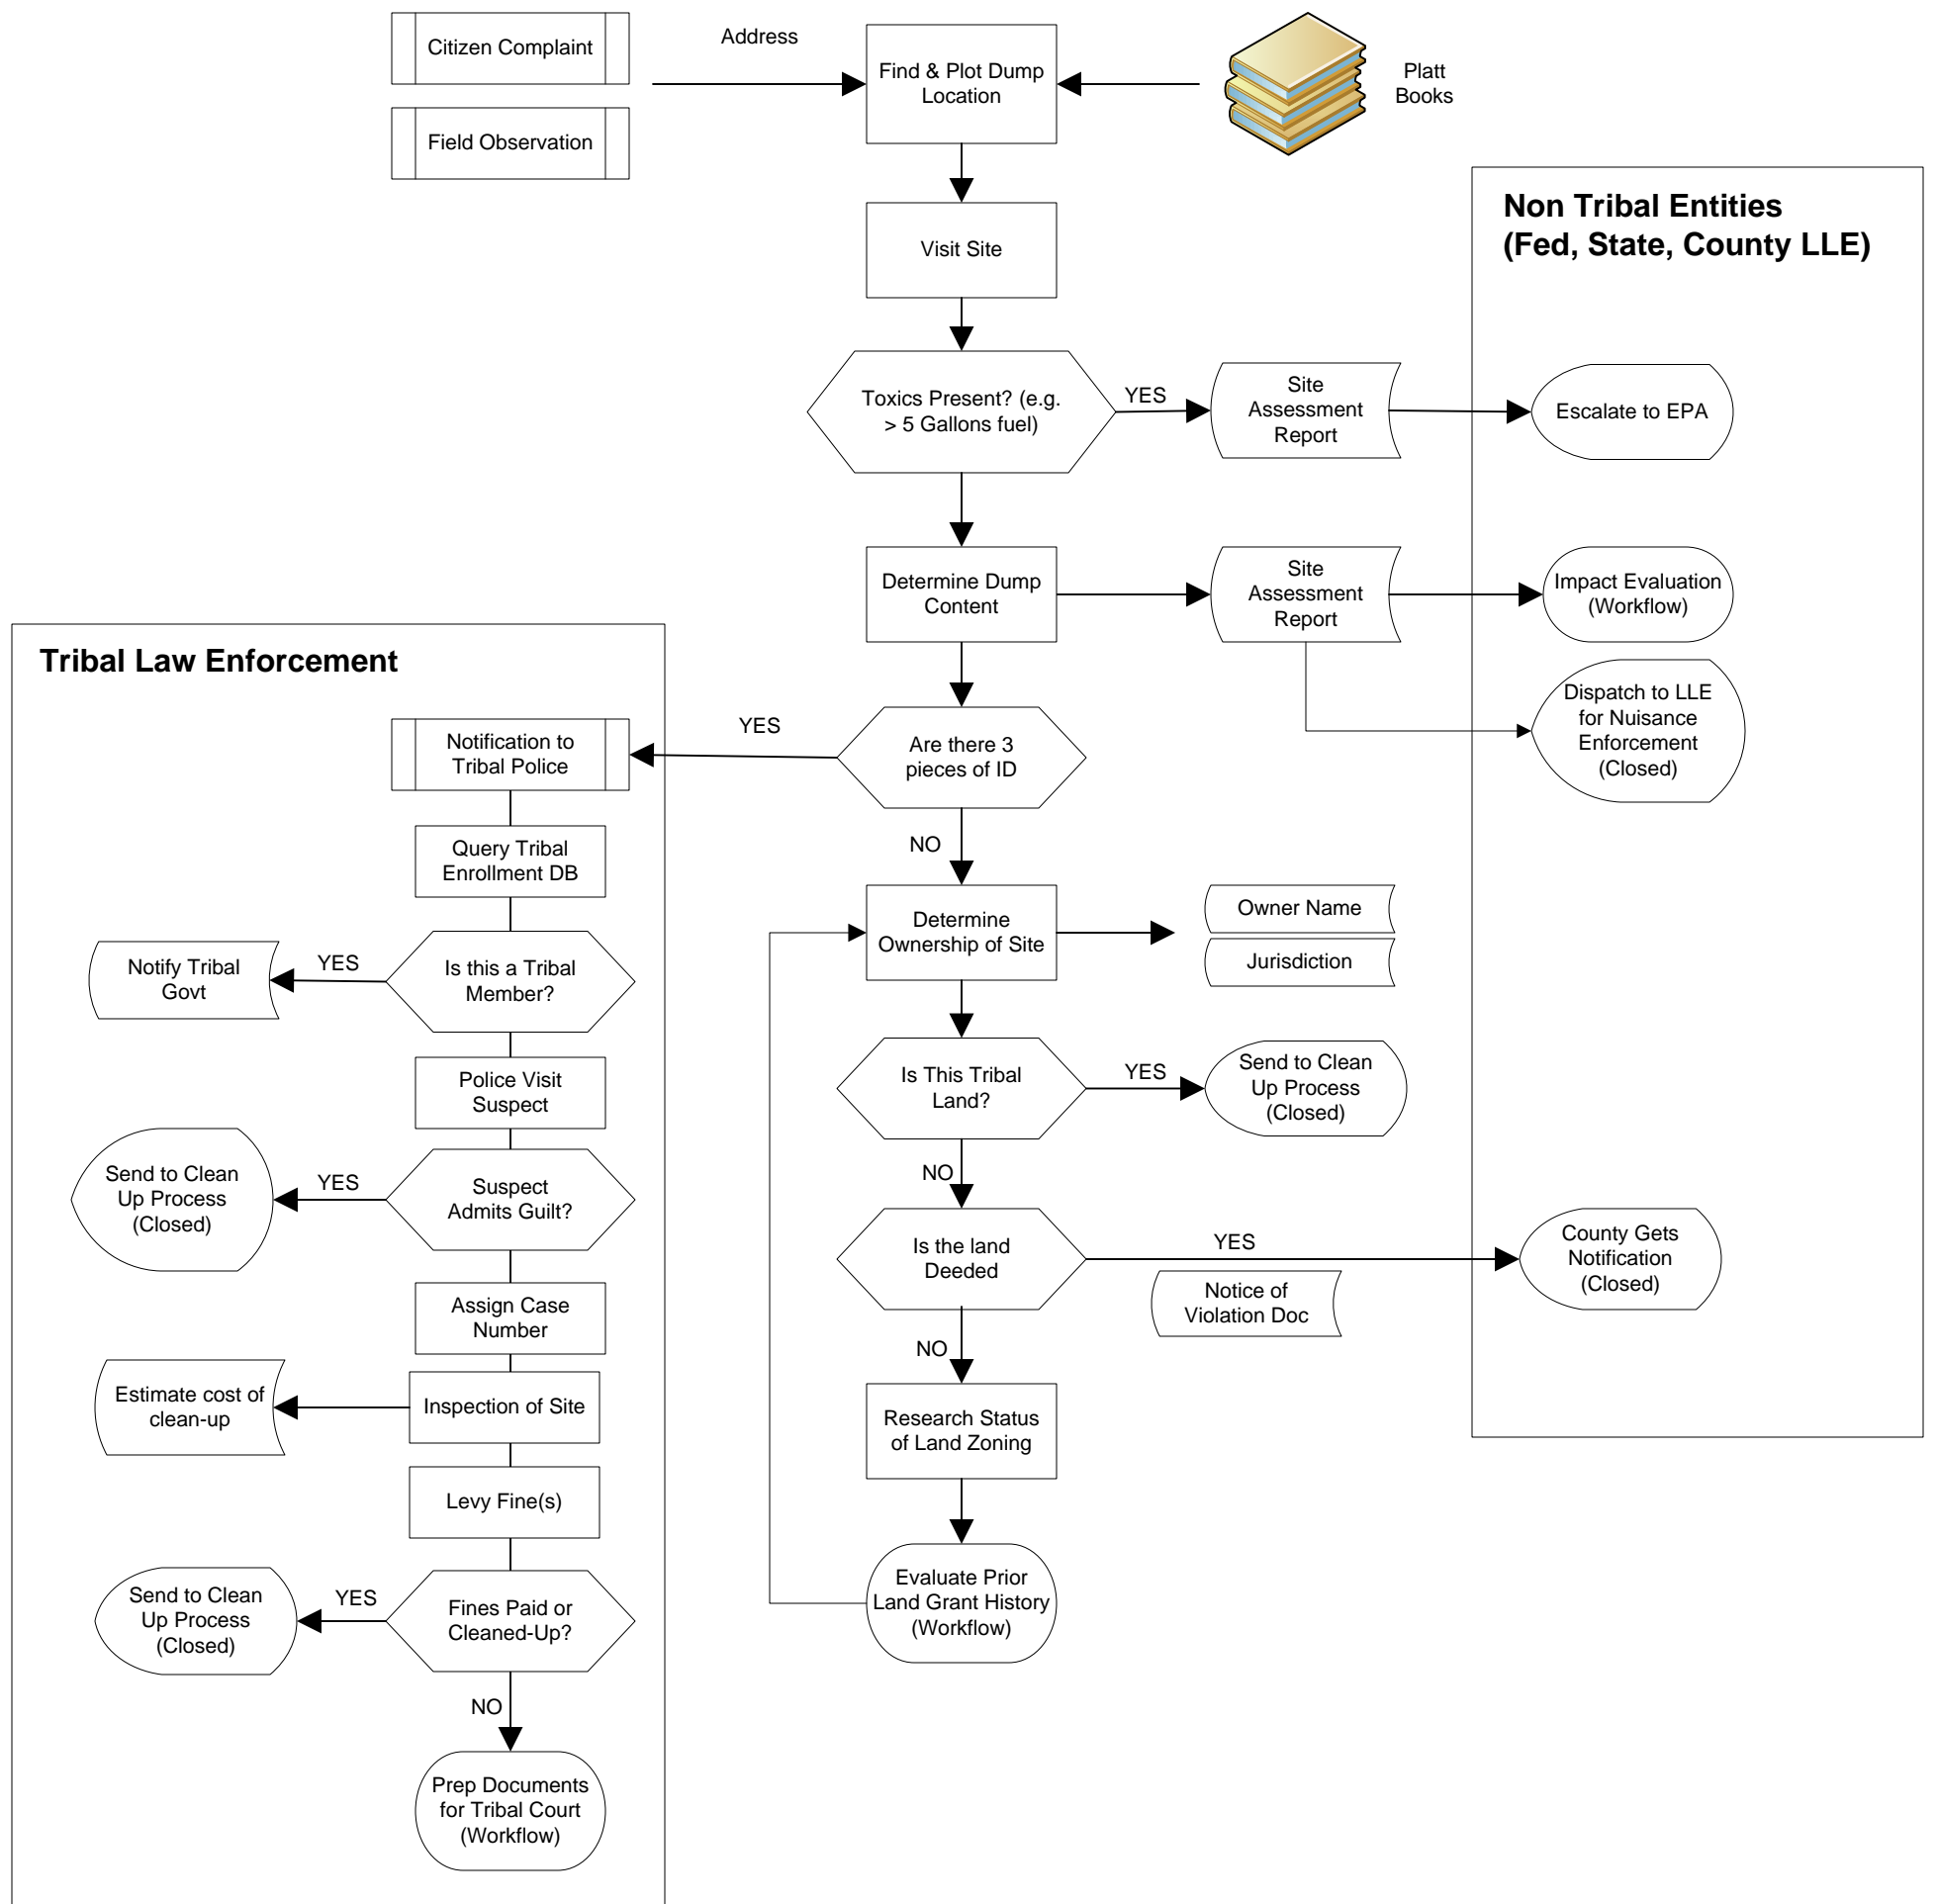 Citizen Complaint
Address
Find & Plot Dump
Location
Platt
Books
Field Observation
Visit Site
Non Tribal Entities
(Fed, State, County LLE)
Toxics Present? (e.g.
> 5 Gallons fuel)
YES
Site
Assessment
Report
Escalate to EPA
Determine Dump
Content
Site
Assessment
Report
Impact Evaluation
(Workflow)
Dispatch to LLE
for Nuisance
Enforcement
(Closed)
Are there 3
pieces of ID
YES
NO
Tribal Law Enforcement
Notification to
Tribal Police
Query Tribal
Enrollment DB
Is this a Tribal
Member?
YES
Notify Tribal
Govt
Police Visit
Suspect
Suspect
Admits Guilt?
YES
Send to Clean
Up Process
(Closed)
Assign Case
Number
Inspection of Site
Estimate cost of
clean-up
Levy Fine(s)
Fines Paid or
Cleaned-Up?
YES
Send to Clean
Up Process
(Closed)
NO
Prep Documents
for Tribal Court
(Workflow)
Determine
Ownership of Site
Owner Name
Jurisdiction
Is This Tribal
Land?
YES
Send to Clean
Up Process
(Closed)
NO
Is the land
Deeded
YES
Notice of
Violation Doc
County Gets
Notification
(Closed)
NO
Research Status
of Land Zoning
Evaluate Prior
Land Grant History
(Workflow)